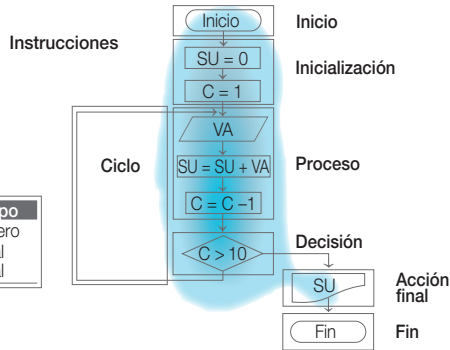 Inicio
Inicio
Instrucciones
SU = 0
Inicialización
C = 1
VA
Ciclo
SU = SU + VA
Proceso
C = C –1
po
ero
al
al
Decisión
C > 10
SU
Acción
final
Fin
Fin